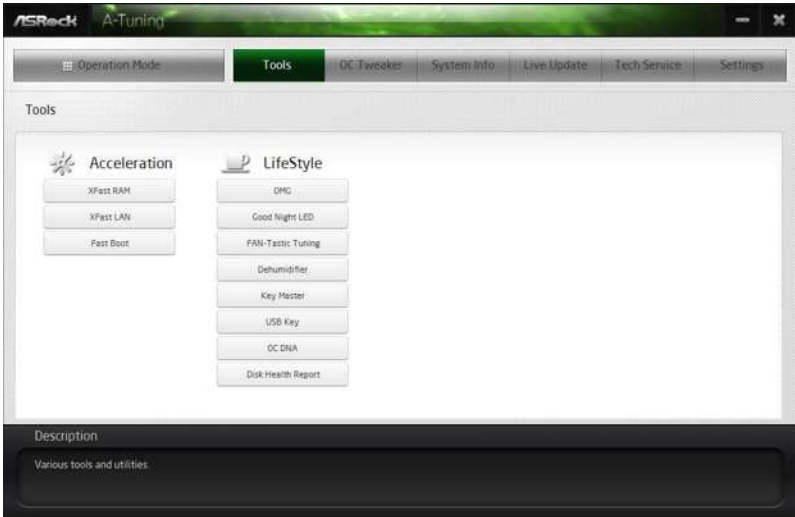 ASRock A-Tuning
Operation Mode Tools OC Tweaker System Info Live Update Tech Service Settings
Tools
Acceleration
XFast RAM
XFast LAN
Fast Boot
LifeStyle
OMG
Good Night LED
FAN-Tastic Tuning
Dehumidifier
Key Master
USB Key
OC DNA
Disk Health Report
Description
Various tools and utilities